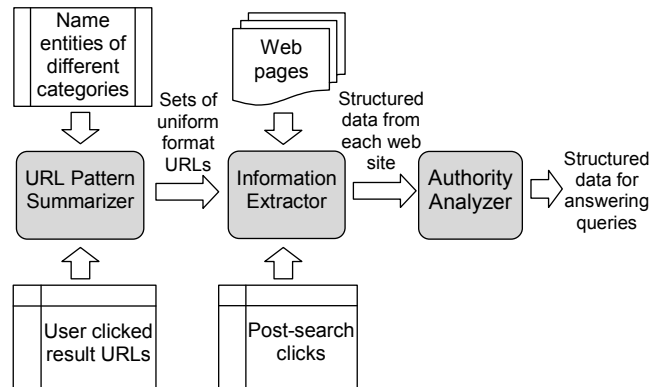 Name
entities of
different
categories
Web
pages
Sets of
uniform
format
URLs
Structured
data from
each web
site
URL Pattern
Summarizer
Information
Extractor
Authority
Analyzer
Structured
data for
answering
queries
User clicked
result URLs
Post-search
clicks